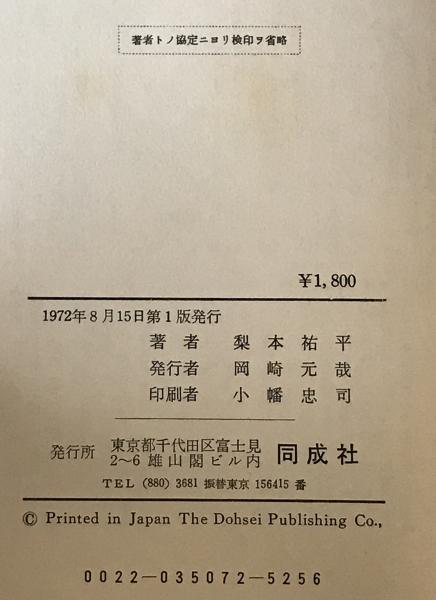 著者トノ協定ニヨリ検印ヲ省略
¥1,800
1972年8月15日第1版発行
著者 梨本祐平
発行者 岡崎元哉
印刷者 小幡忠司
発行所 東京都千代田区富士見
2~6 雄山閣ビル内 同成社
TEL (880) 3681 振替東京 156415 番
© Printed in Japan The Dohsei Publishing Co.,
0022-035072-5256